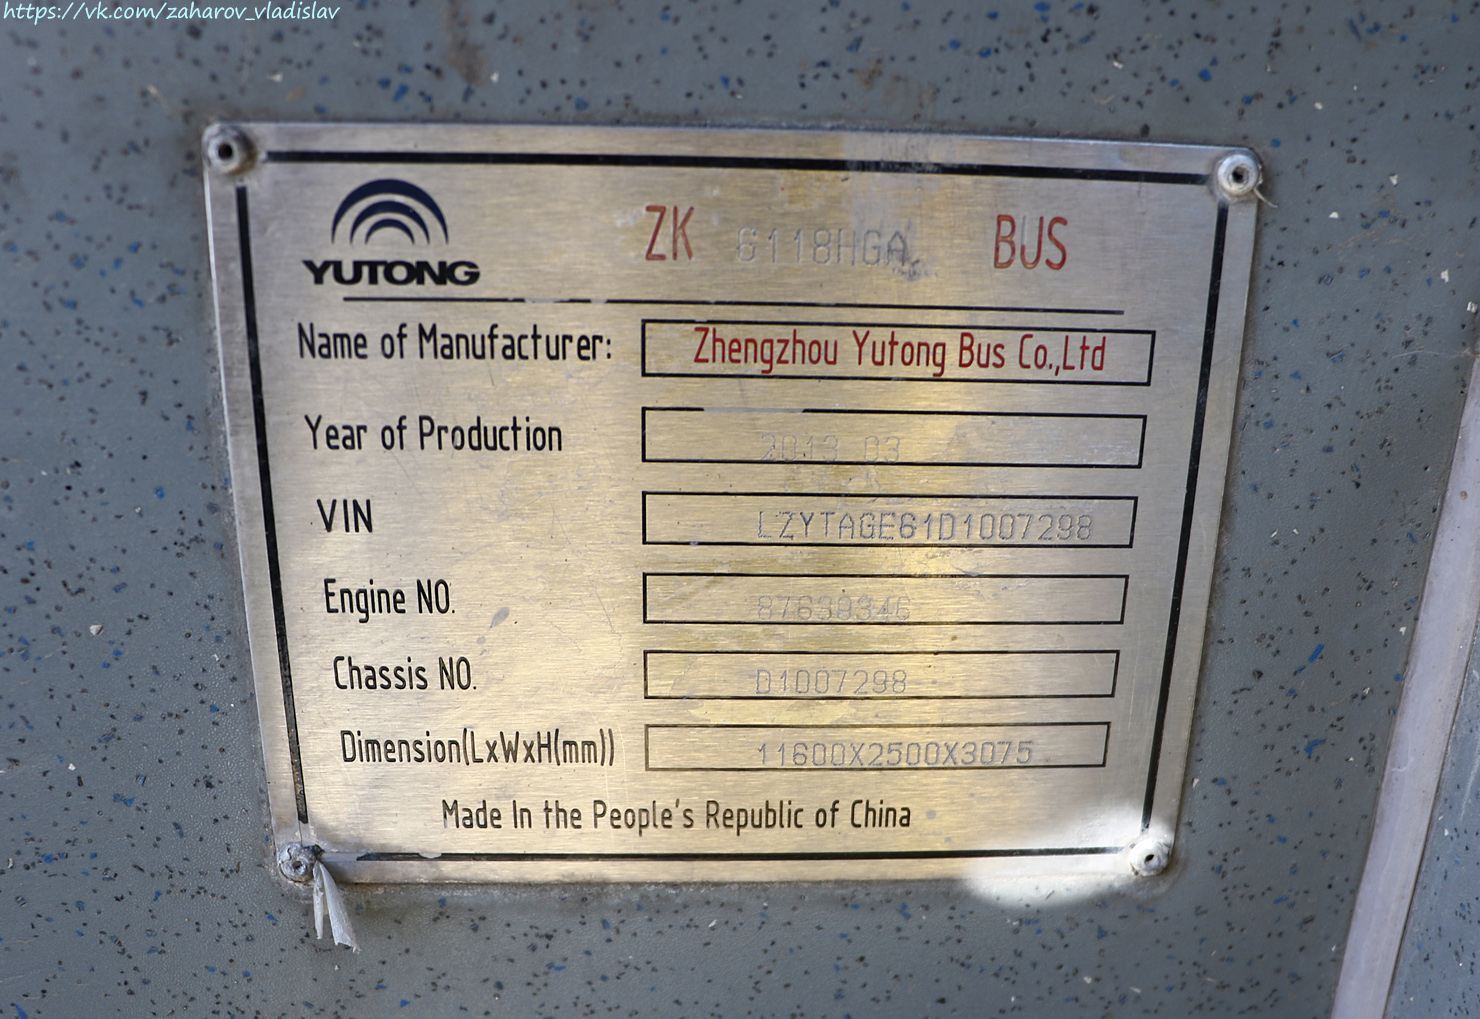 https://vk.com/zaharov_vladislav
YUTONG
ZK 6118HGA BUS
Name of Manufacturer: Zhengzhou Yutong Bus Co.,Ltd
Year of Production 2013 03
VIN LZYTAGE61D1007298
Engine NO. 87638346
Chassis NO. D1007298
Dimension(LxWxH(mm)) 11600X2500X3075
Made In the People's Republic of China